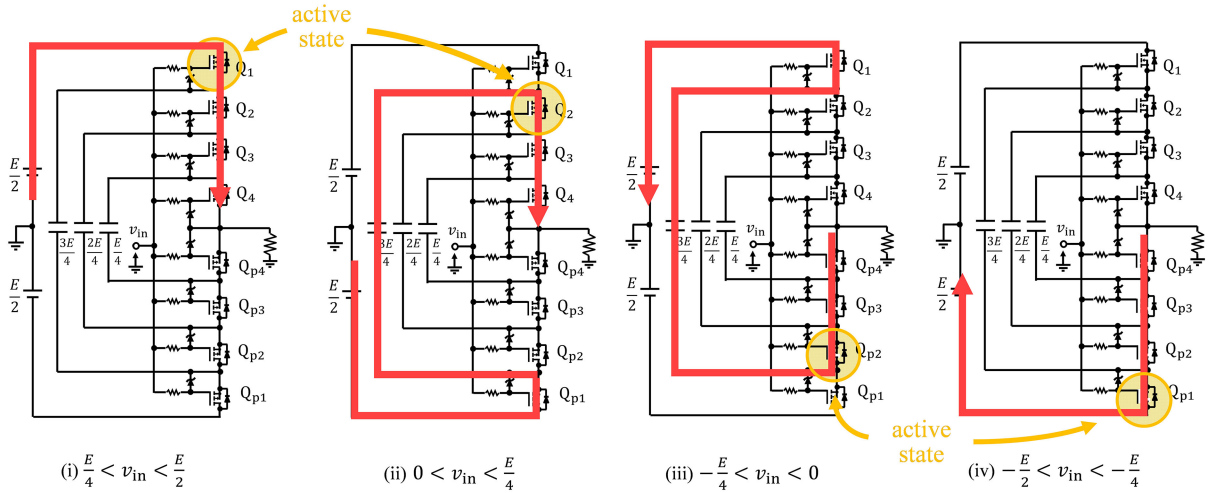 active
state
Q1
Q2
Q3
Q4
E/2
3E/4
2E/4
E/4
vin
Qp4
Qp3
E/2
Qp2
Qp1
(i) E/4 < vin < E/2
Q1
Q2
Q3
Q4
E/2
3E/4
2E/4
E/4
vin
Qp4
Qp3
E/2
Qp2
Qp1
(ii) 0 < vin < E/4
Q1
Q2
Q3
Q4
E/2
3E/4
2E/4
E/4
vin
Qp4
Qp3
E/2
Qp2
Qp1
(iii) −E/4 < vin < 0
Q1
Q2
Q3
Q4
E/2
3E/4
2E/4
E/4
vin
Qp4
Qp3
E/2
Qp2
Qp1
active
state
(iv) −E/2 < vin < −E/4